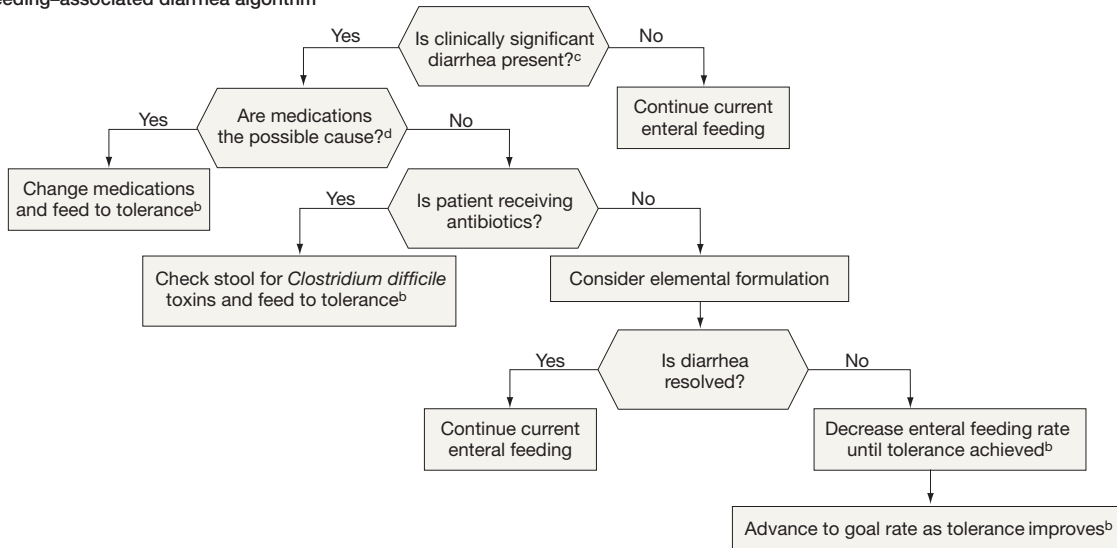 eeding–associated diarrhea algorithm
Is clinically significant
diarrhea present?ᶜ
Yes
No
Continue current
enteral feeding
Are medications
the possible cause?ᵈ
Yes
No
Change medications
and feed to toleranceᵇ
Is patient receiving
antibiotics?
Yes
No
Check stool for Clostridium difficile
toxins and feed to toleranceᵇ
Consider elemental formulation
Is diarrhea
resolved?
Yes
No
Continue current
enteral feeding
Decrease enteral feeding rate
until tolerance achievedᵇ
Advance to goal rate as tolerance improvesᵇ